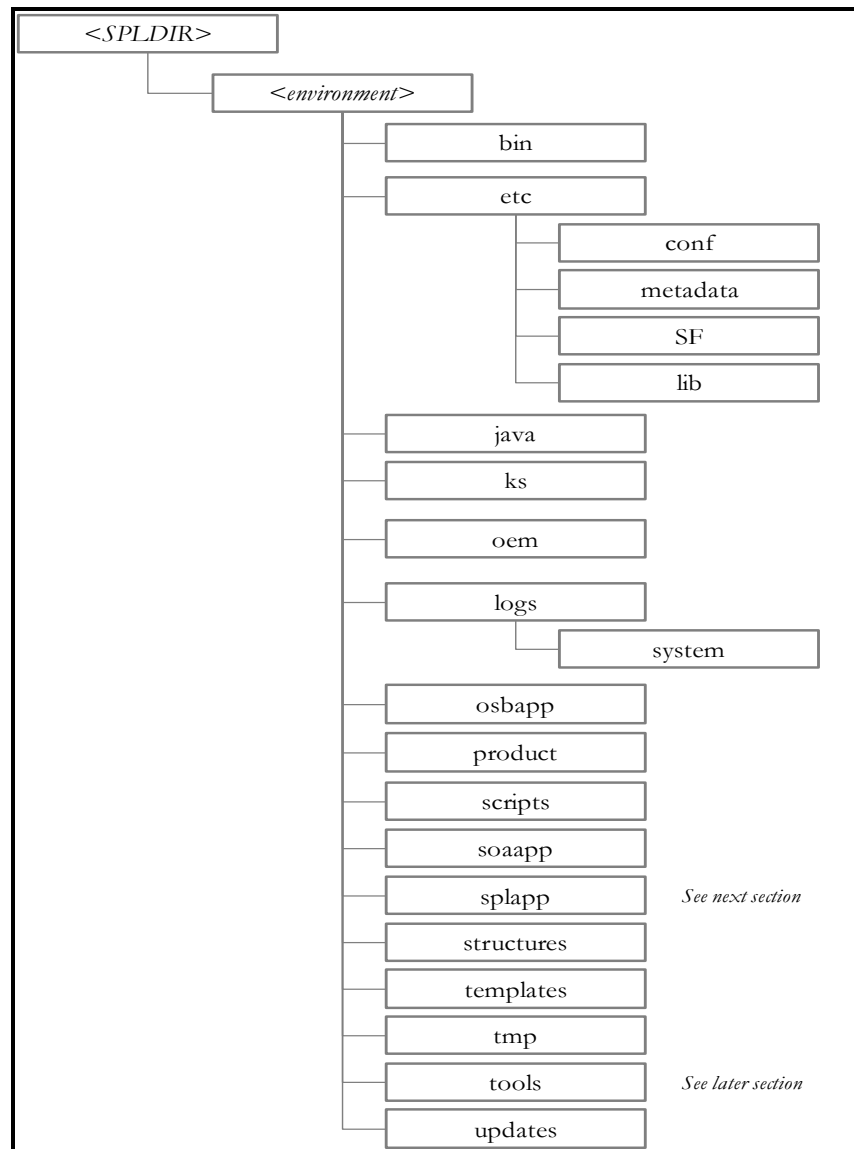 <SPLDIR>
<environment>
bin
etc
conf
metadata
SF
lib
java
ks
oem
logs
system
osbapp
product
scripts
soaapp
splapp See next section
structures
templates
tmp
tools See later section
updates